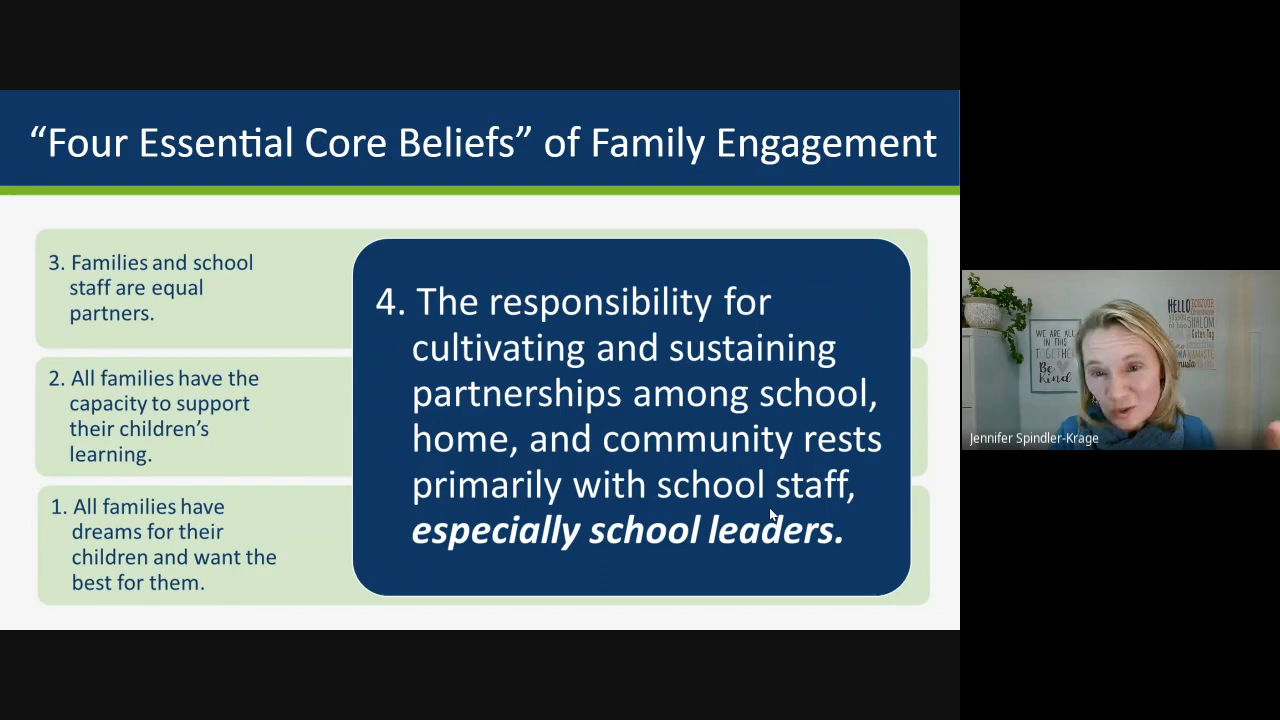 “Four Essential Core Beliefs” of Family Engagement
3. Families and school
staff are equal
partners.
2. All families have the
capacity to support
their children’s
learning.
1. All families have
dreams for their
children and want the
best for them.
4. The responsibility for
cultivating and sustaining
partnerships among school,
home, and community rests
primarily with school staff,
especially school leaders.
WE ARE ALL
IN THIS
TOGETHER
Be
Kind
HELLO
SHALOM
Guten Tag
NAMASTE
Jennifer Spindler-Krage